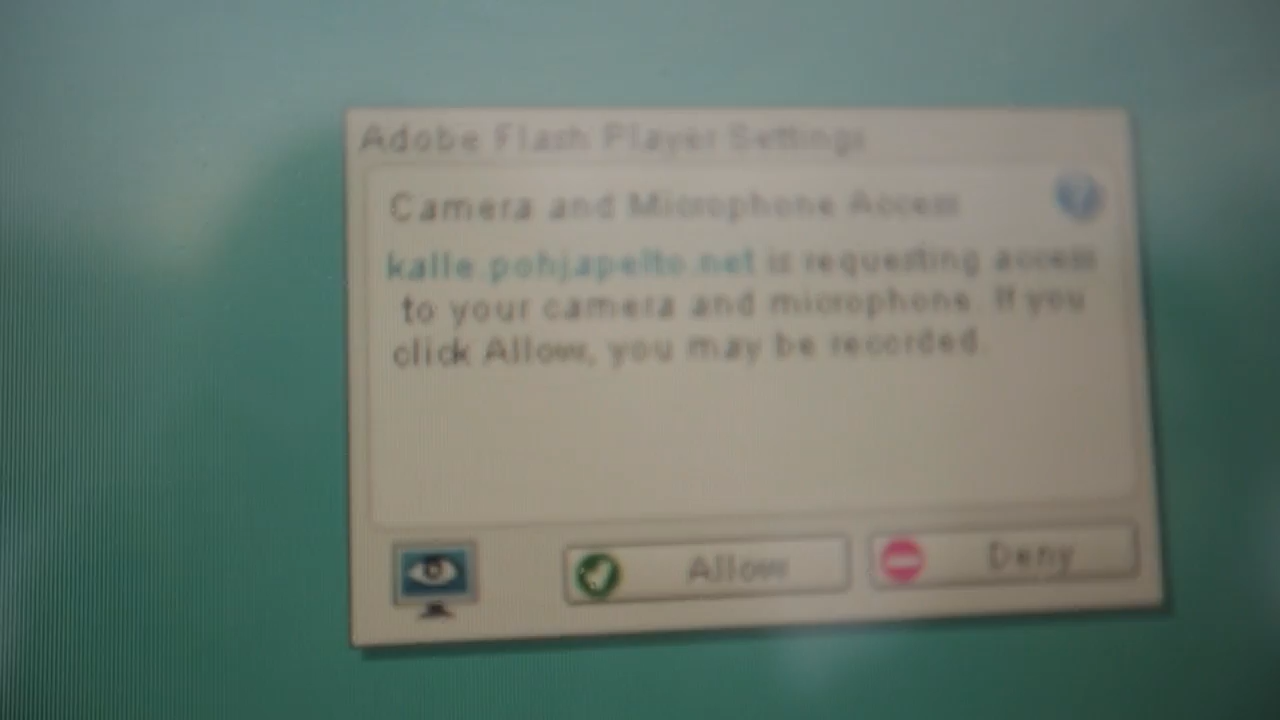 Adobe Flash Player Settings
Camera and Microphone Access
?
kalle.pohjapelto.net is requesting access
to your camera and microphone. If you
click Allow, you may be recorded.
Allow
Deny